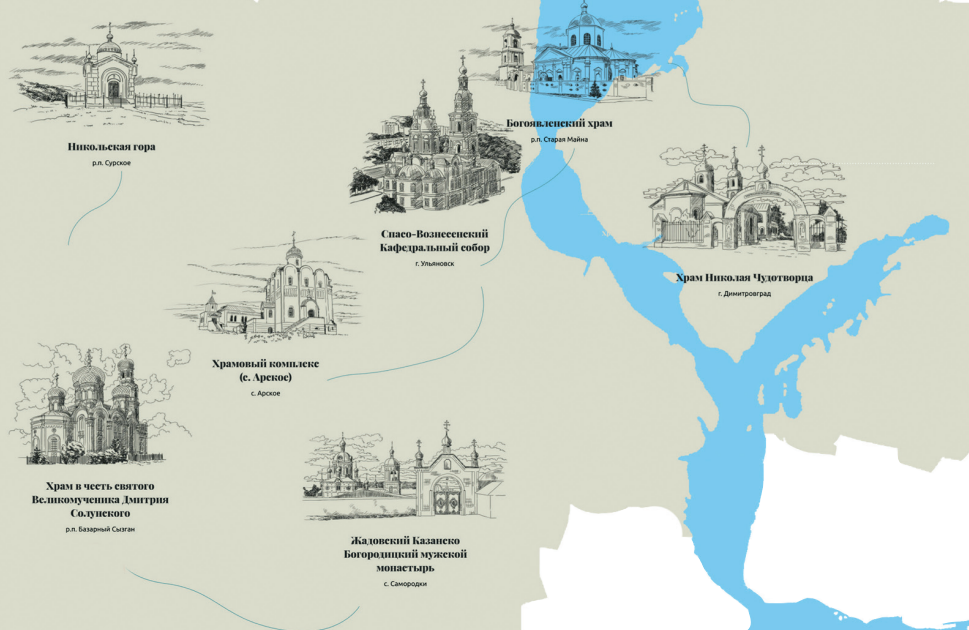 Богоявленский храм
р.п. Старая Майна
Никольская гора
р.п. Сурское
Спасо-Вознесенский
Кафедральный собор
г. Ульяновск
Храм Николая Чудотворца
г. Димитровград
Храмовый комплекс
(с. Арское)
с. Арское
Храм в честь святого
Великомученика Дмитрия
Солунского
р.п. Базарный Сызган
Жадовский Казанско
Богородицкий мужской
монастырь
с. Самородки